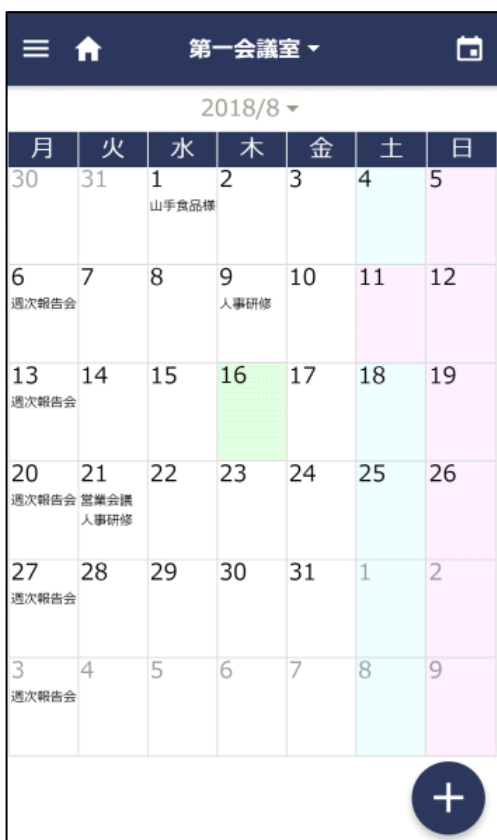 第一会議室
2018/8
月 火 水 木 金 土 日
30 31 1 2 3 4 5
山手食品様
6 7 8 9 10 11 12
週次報告会 人事研修
13 14 15 16 17 18 19
週次報告会
20 21 22 23 24 25 26
週次報告会 営業会議
人事研修
27 28 29 30 31 1 2
週次報告会
3 4 5 6 7 8 9
週次報告会